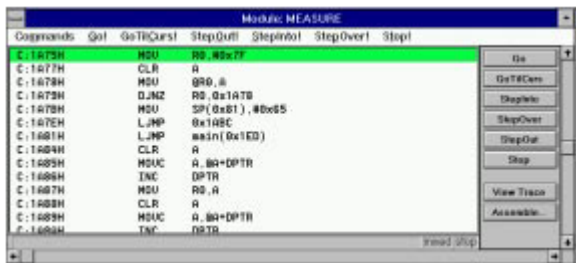 Module: MEASURE
Commands Go! GoTilCurs! StepOut! StepInto! StepOver! Stop!
C:1A75H MOV R0,#0x7F
C:1A77H CLR A
C:1A78H MOV @R0,A
C:1A79H DJNZ R0,0x1A78
C:1A7BH MOV SP(0x81),#0x65
C:1A7EH LJMP 0x1ABC
C:1A81H LJMP main(0x1ED)
C:1A84H CLR A
C:1A85H MOVC A,@A+DPTR
C:1A86H INC DPTR
C:1A87H MOV R0,A
C:1A88H CLR A
C:1A89H MOVC A,@A+DPTR
C:1A8AH INC DPTR
Go
GoTilCurs
StepInto
StepOver
StepOut
Stop
View Trace
Assemble...